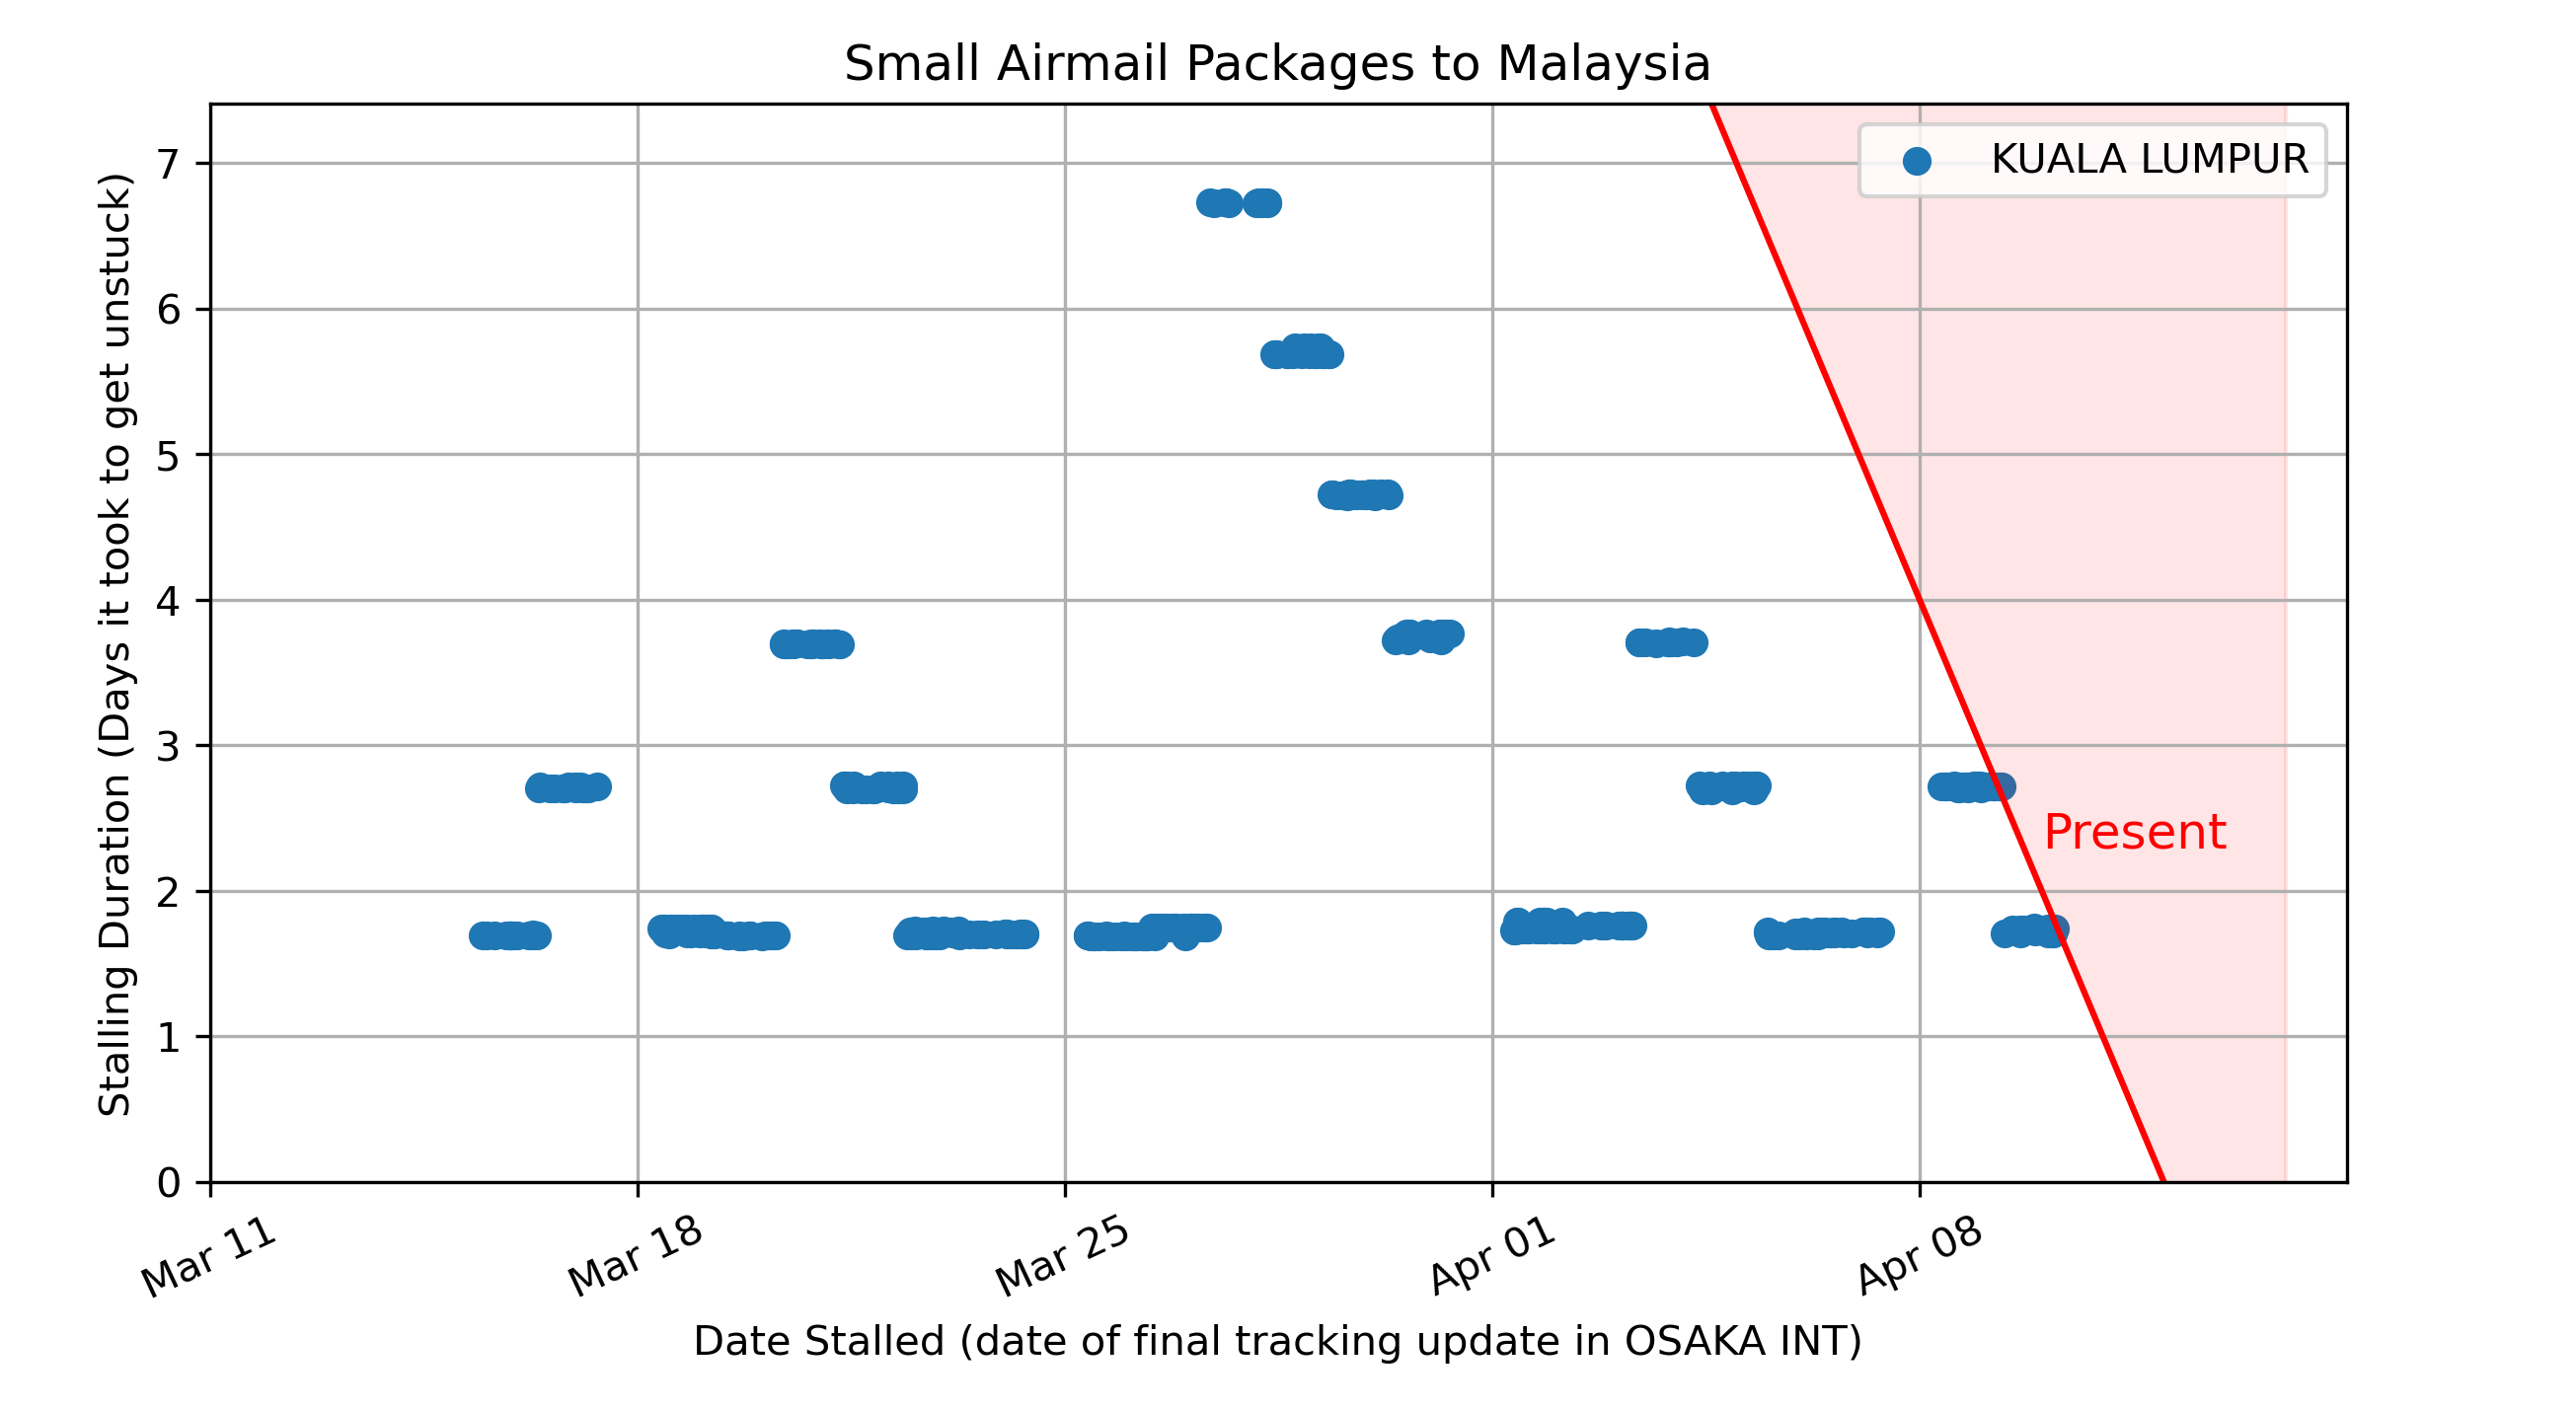 Small Airmail Packages to Malaysia
KUALA LUMPUR
Stalling Duration (Days it took to get unstuck)
7
6
5
4
3
2
1
0
Present
Mar 11
Mar 18
Mar 25
Apr 01
Apr 08
Date Stalled (date of final tracking update in OSAKA INT)